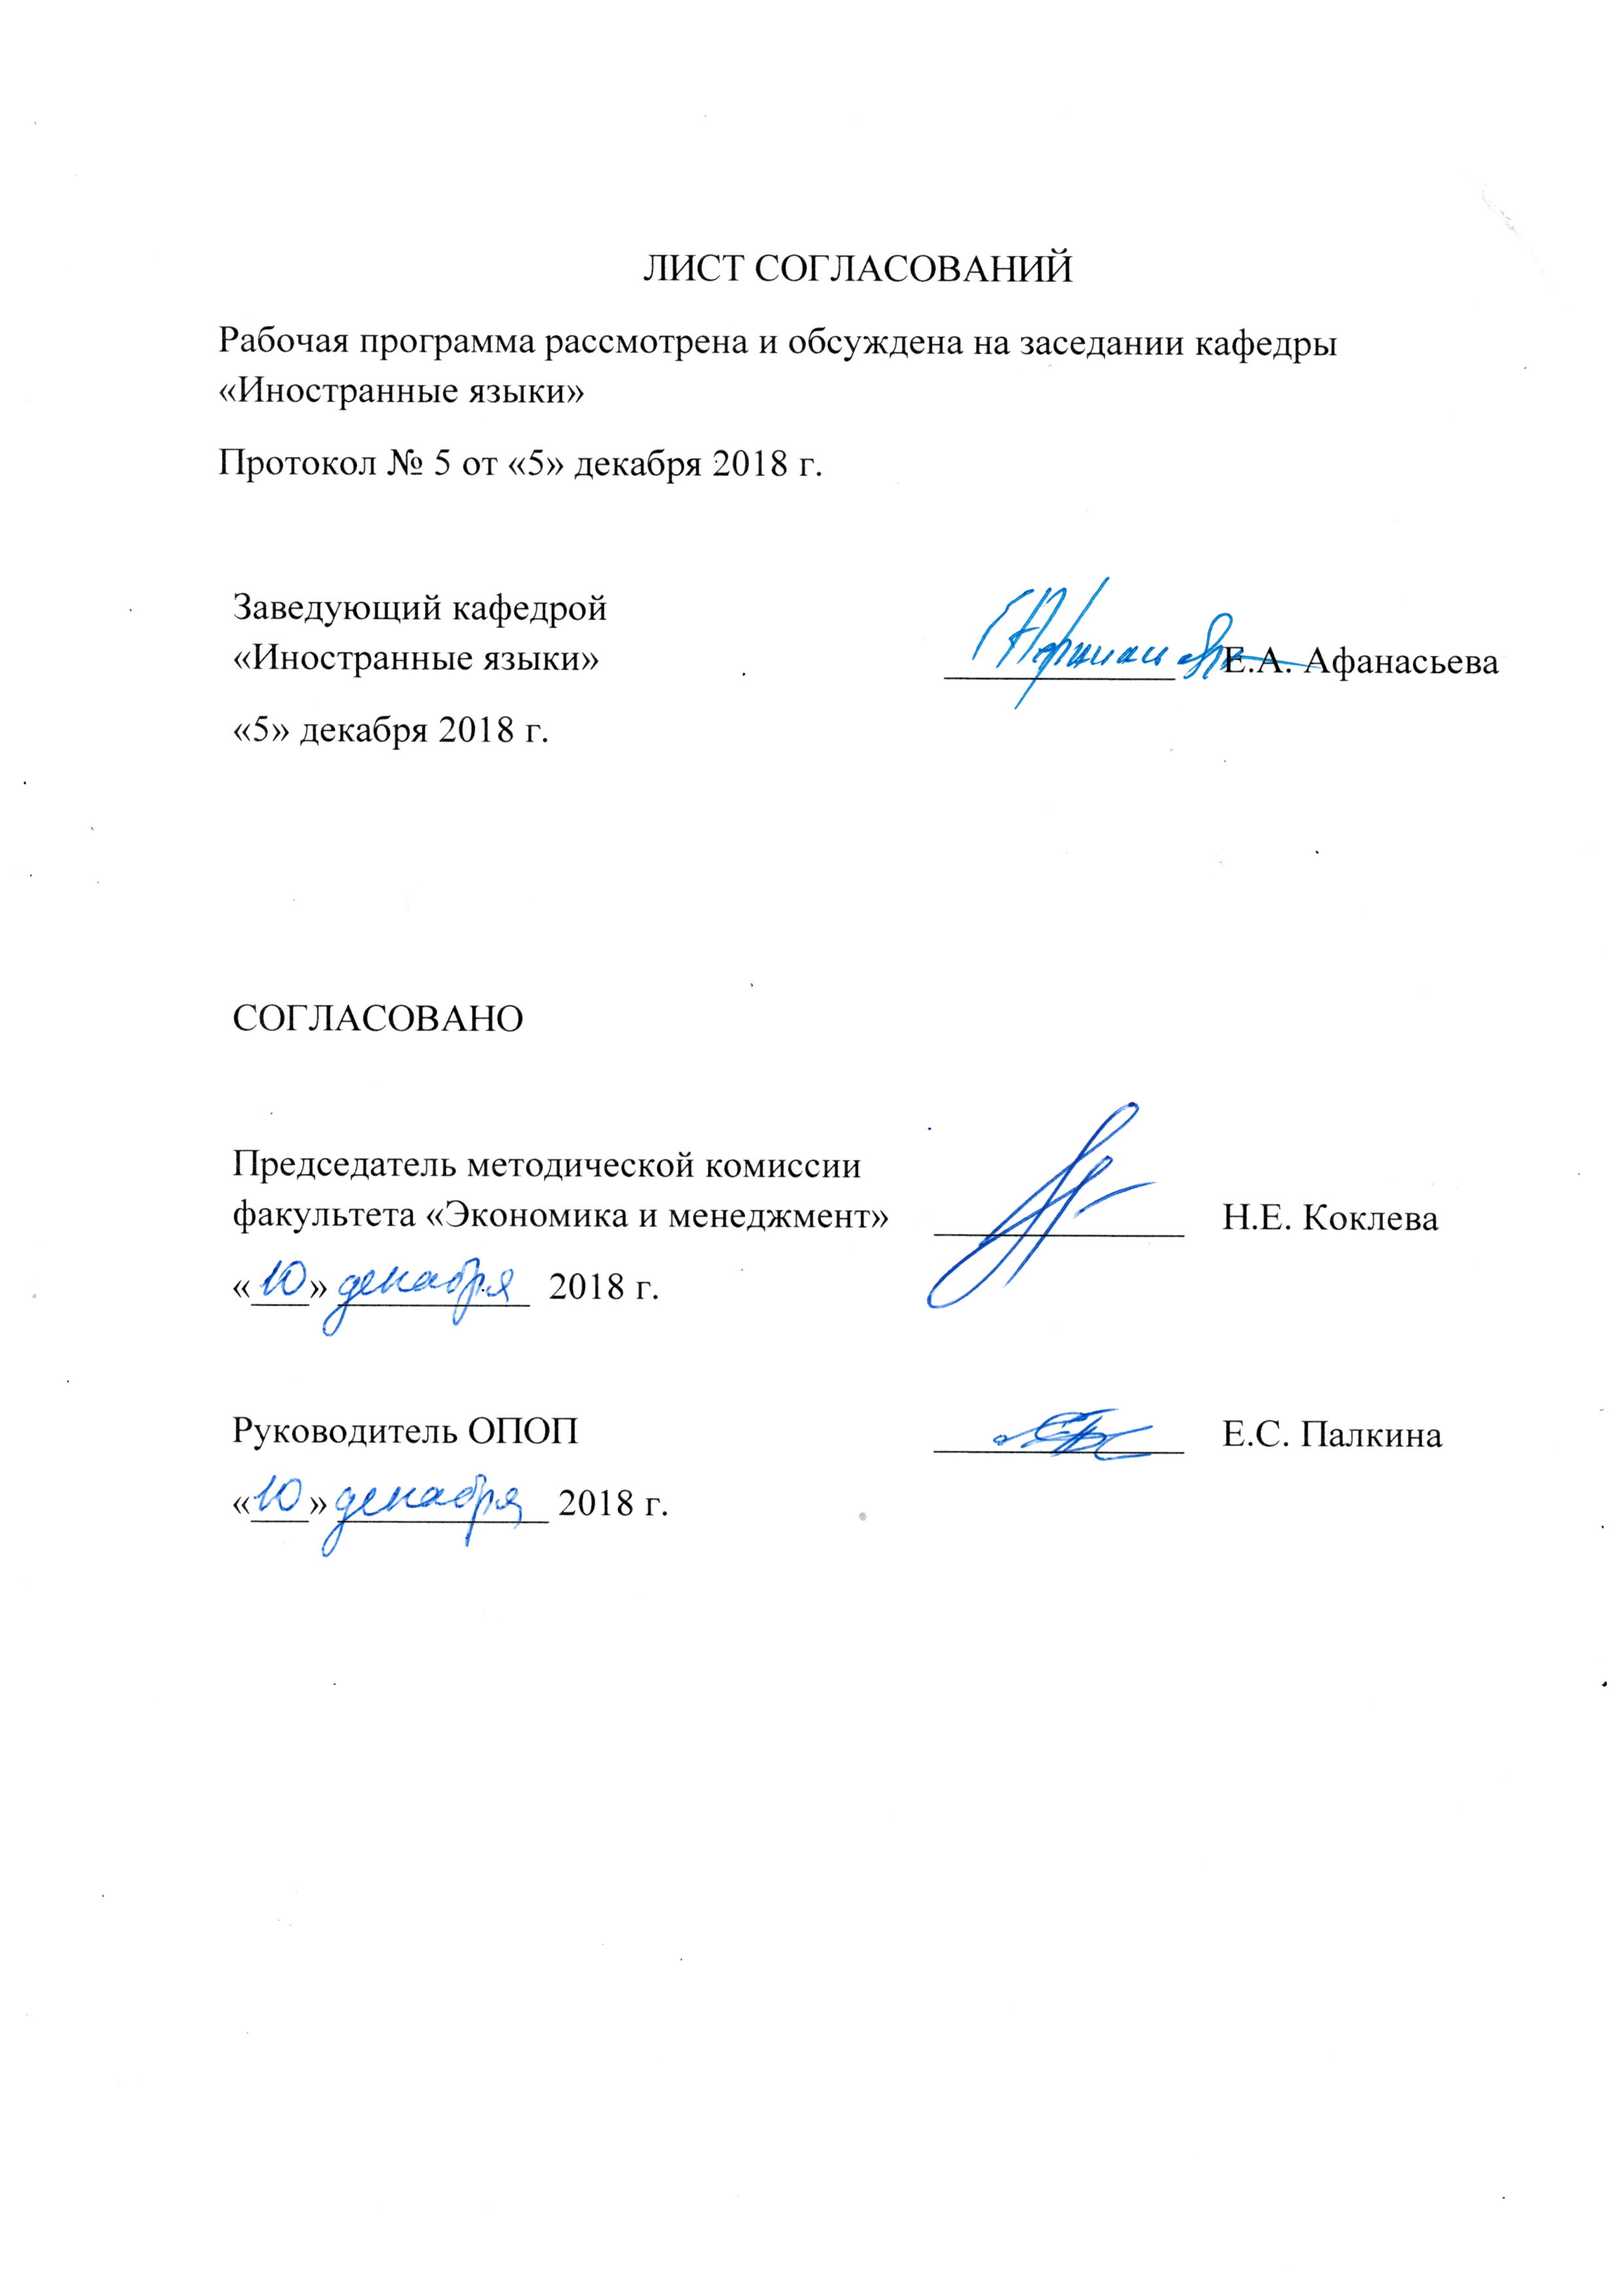 ЛИСТ СОГЛАСОВАНИЙ
Рабочая программа рассмотрена и обсуждена на заседании кафедры
«Иностранные языки»
Протокол № 5 от «5» декабря 2018 г.
Заведующий кафедрой
«Иностранные языки» Е.А. Афанасьева
«5» декабря 2018 г.
СОГЛАСОВАНО
Председатель методической комиссии
факультета «Экономика и менеджмент» Н.Е. Коклева
«10» декабря 2018 г.
Руководитель ОПОП Е.С. Палкина
«10» декабря 2018 г.